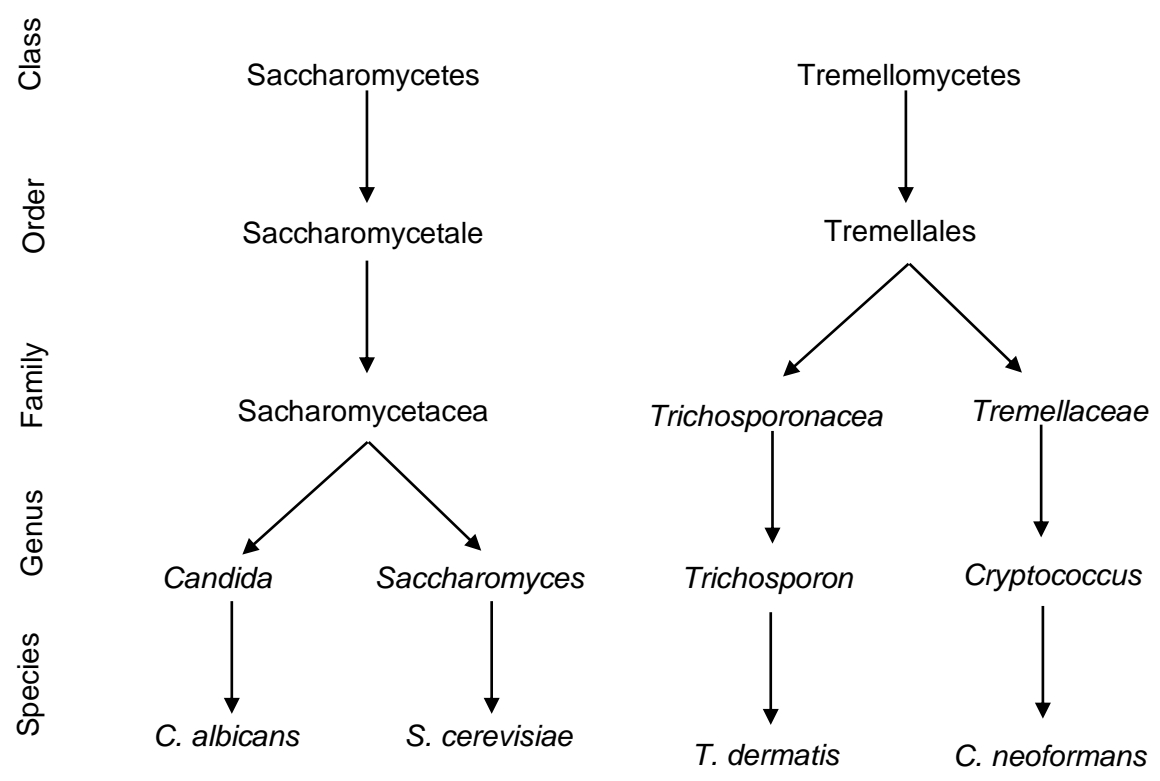 Class
Saccharomycetes
Tremellomycetes
Order
Saccharomycetale
Tremellales
Family
Sacharomycetacea
Trichosporonacea
Tremellaceae
Genus
Candida
Saccharomyces
Trichosporon
Cryptococcus
Species
C. albicans
S. cerevisiae
T. dermatis
C. neoformans